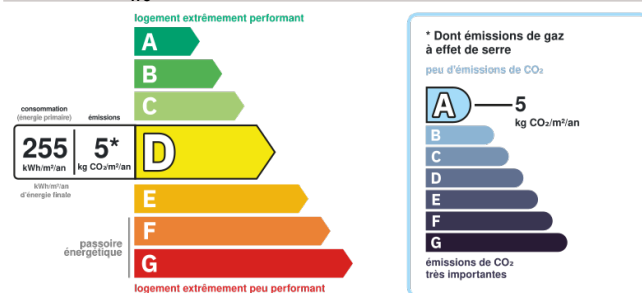 logement extrêmement performant
A
B
C
consommation
(énergie primaire)
émissions
255
kWh/m²/an
5*
kg CO₂/m²/an
D
kWh/m²/an
d'énergie finale
E
F
G
passoire
énergétique
logement extrêmement peu performant
* Dont émissions de gaz
à effet de serre
peu d'émissions de CO₂
A
5
kg CO₂/m²/an
B
C
D
E
F
G
émissions de CO₂
très importantes